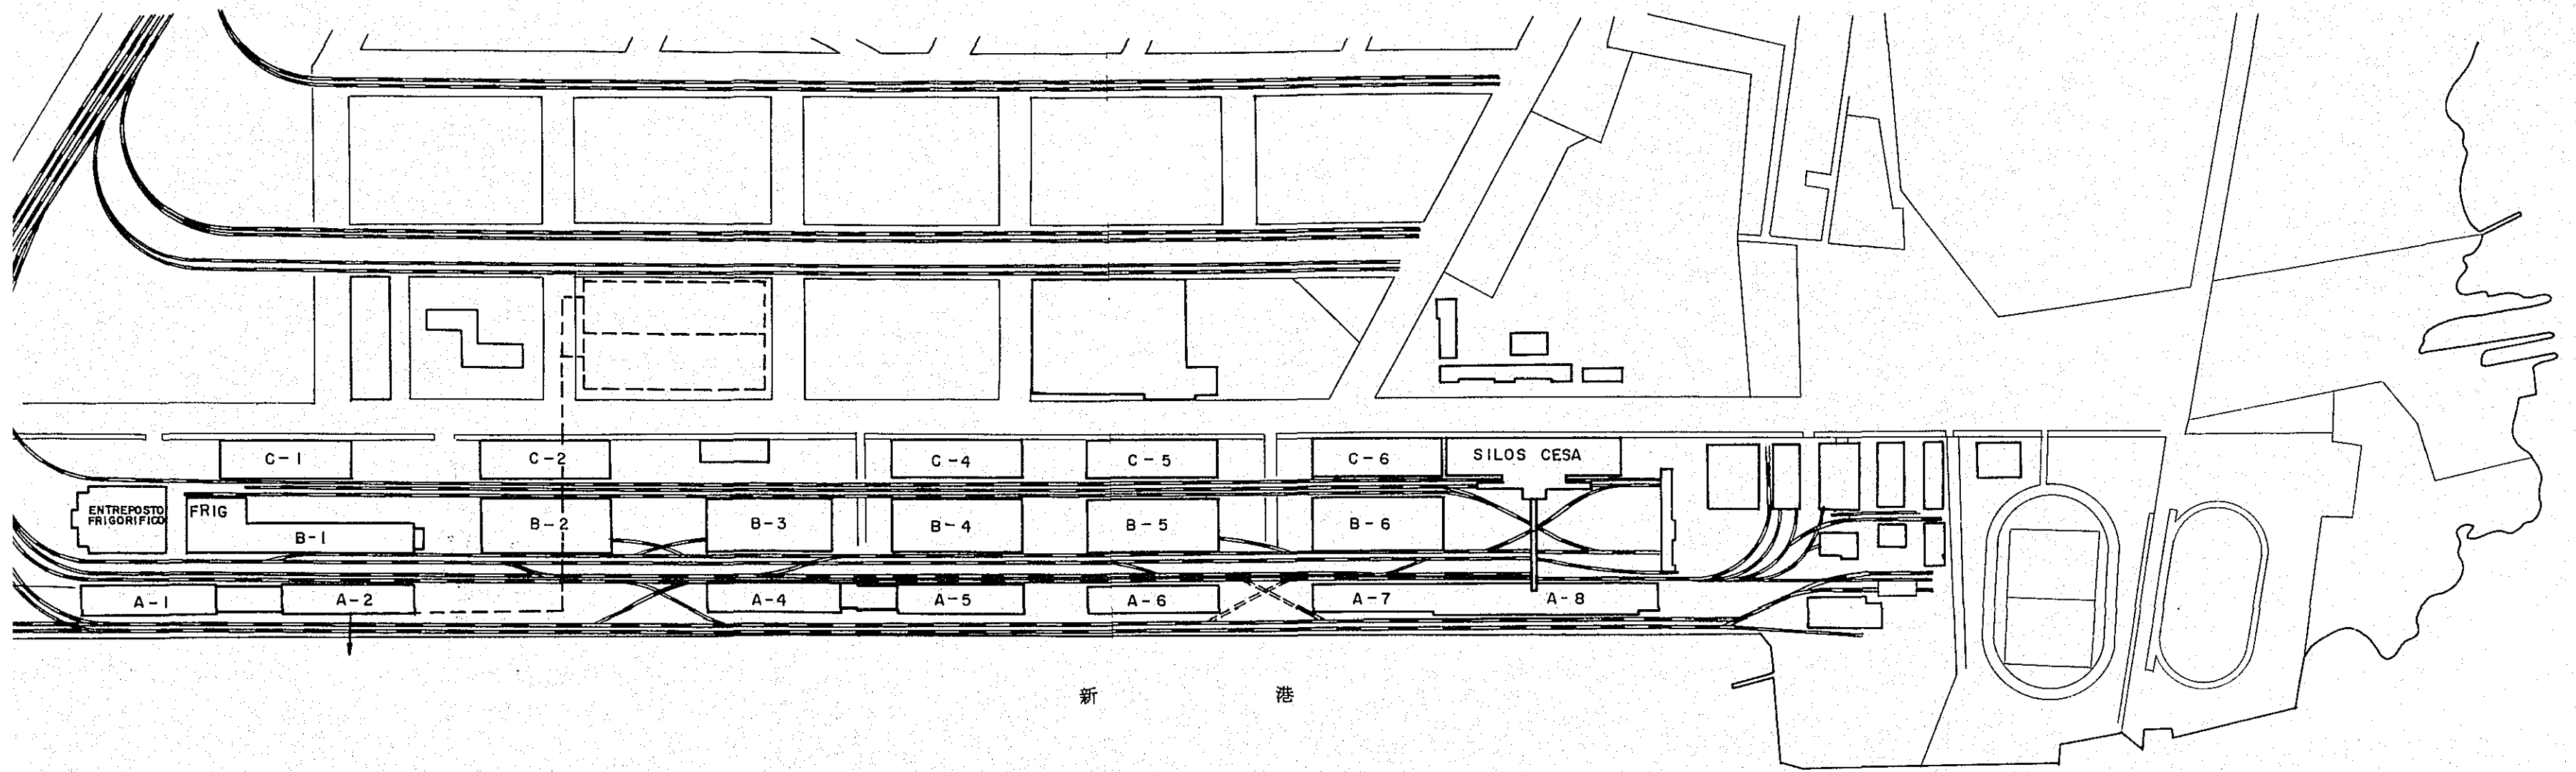 C-1
C-2
C-4
C-5
C-6
SILOS CESA
ENTREPOSTO
FRIGORIFICO
FRIG
B-1
B-2
B-3
B-4
B-5
B-6
A-1
A-2
A-4
A-5
A-6
A-7
A-8
新港